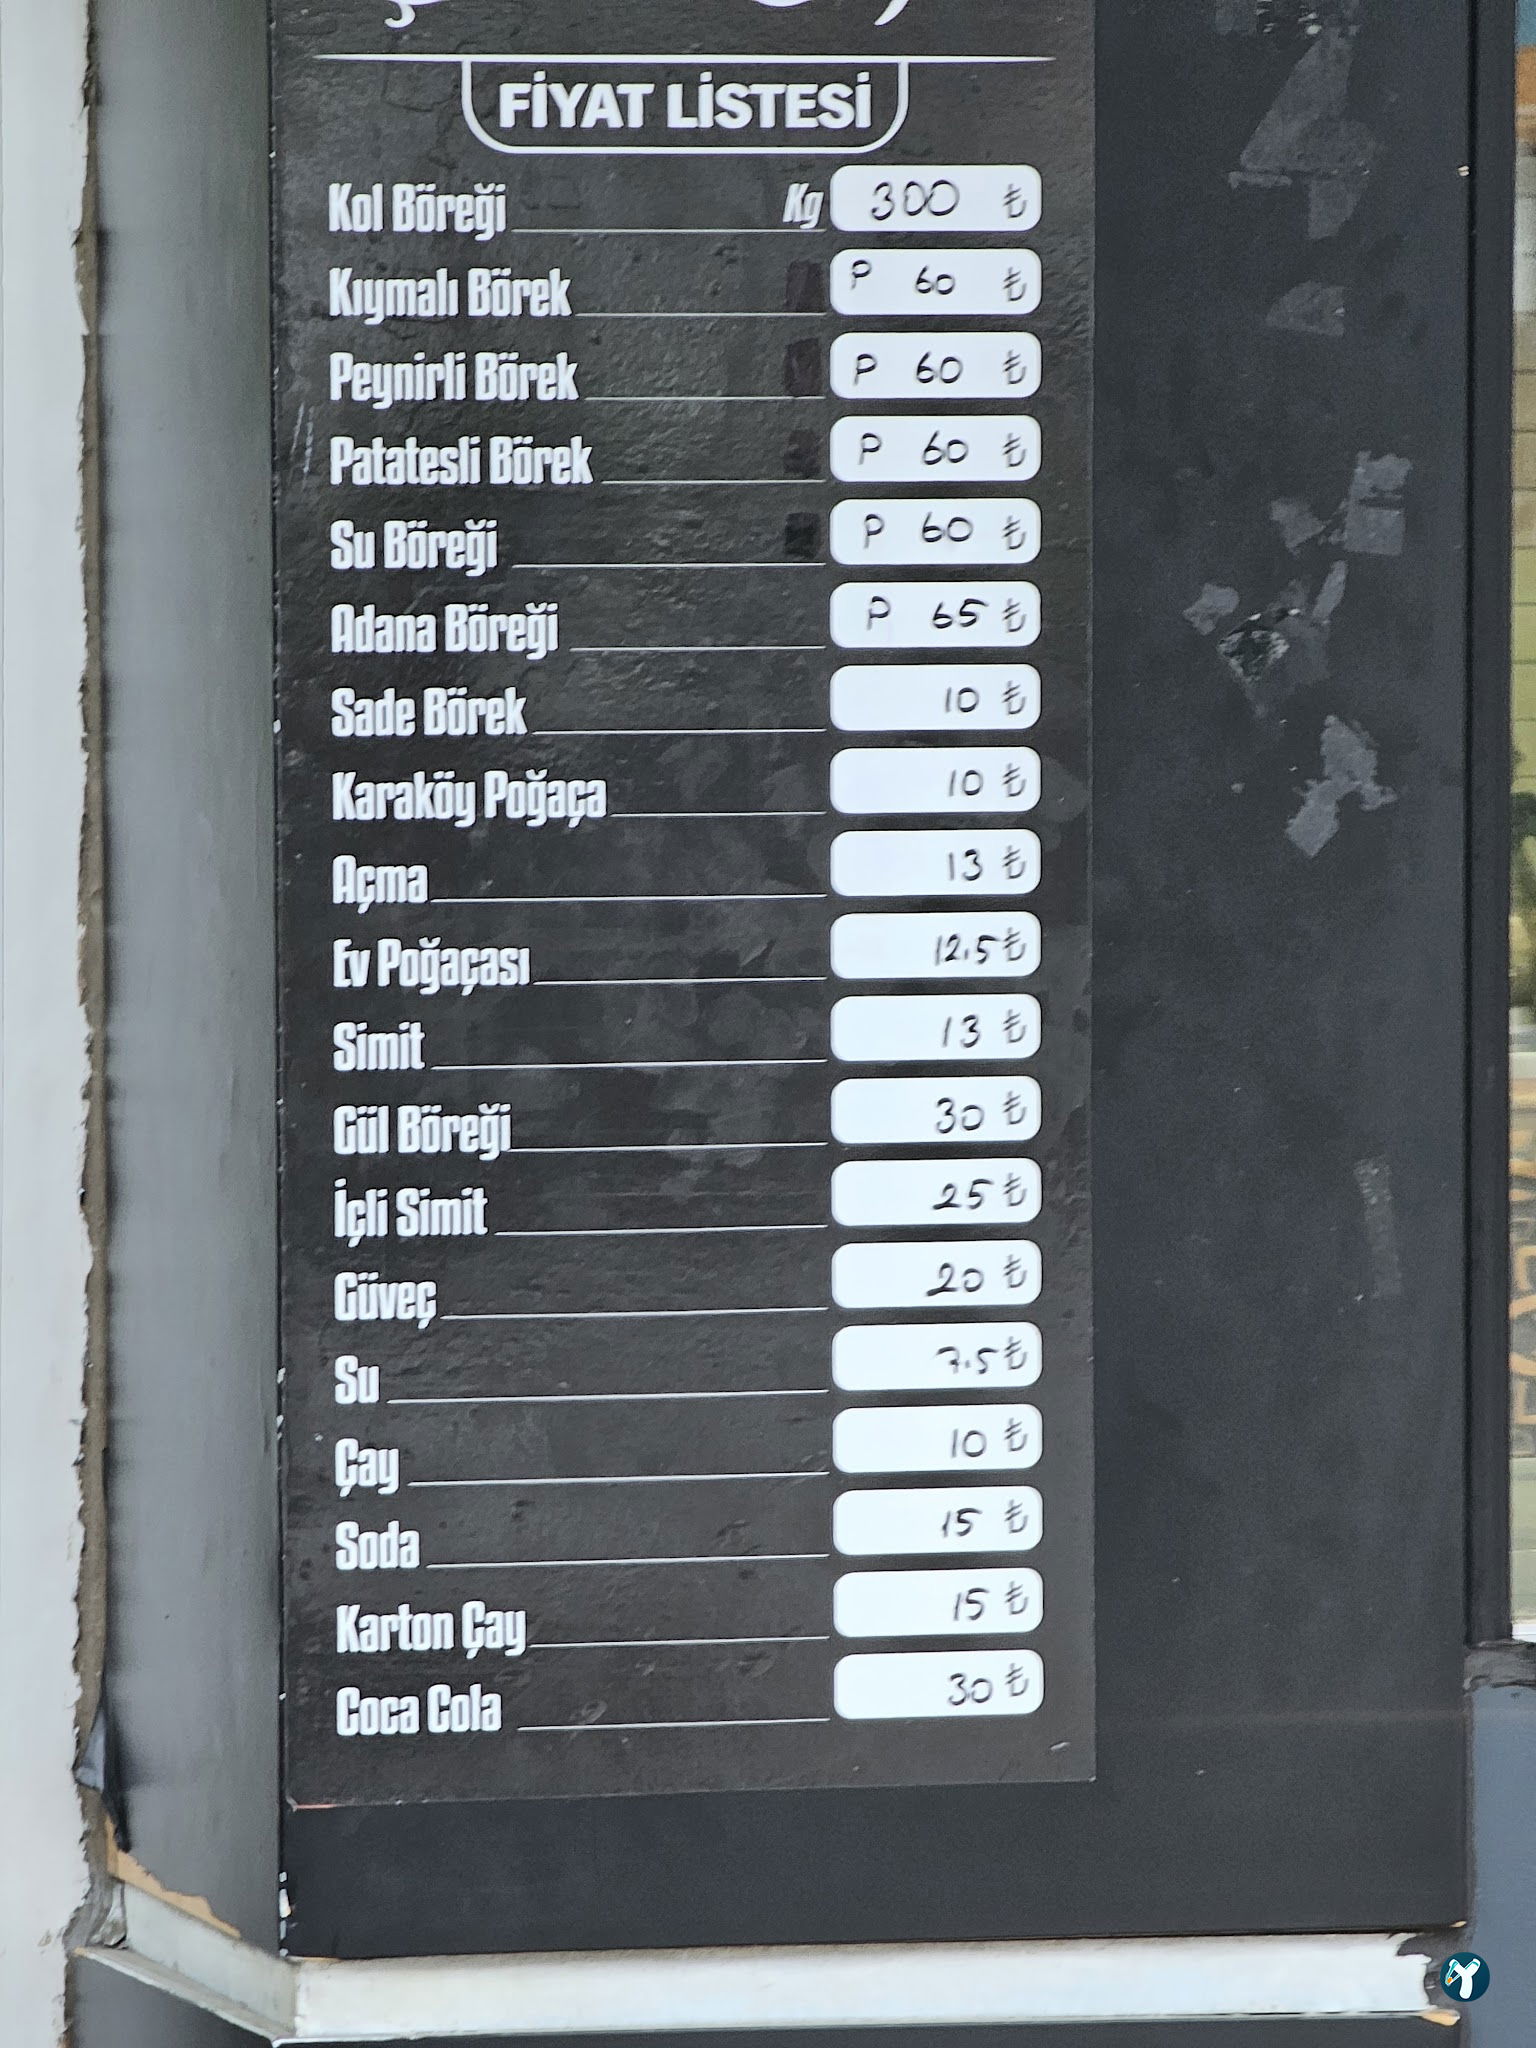 FİYAT LİSTESİ
Kol Böreği Kg 300 ₺
Kıymalı Börek P 60 ₺
Peynirli Börek P 60 ₺
Patatesli Börek P 60 ₺
Su Böreği P 60 ₺
Adana Böreği P 65 ₺
Sade Börek 10 ₺
Karaköy Poğaça 10 ₺
Açma 13 ₺
Ev Poğaçası 12.5 ₺
Simit 13 ₺
Gül Böreği 30 ₺
İçli Simit 25 ₺
Güveç 20 ₺
Su 7.5 ₺
Çay 10 ₺
Soda 15 ₺
Karton Çay 15 ₺
Coca Cola 30 ₺